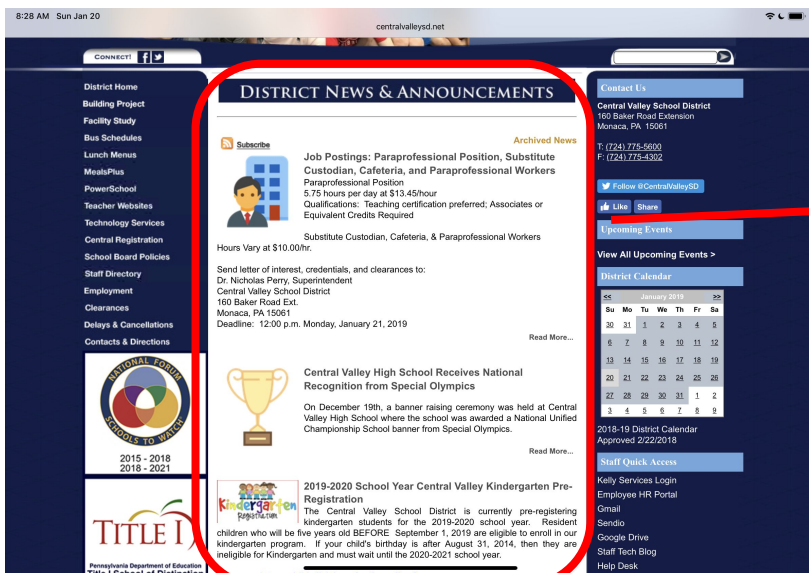 8:28 AM Sun Jan 20
centralvalleysd.net
CONNECT!
District Home
Building Project
Facility Study
Bus Schedules
Lunch Menus
MealsPlus
PowerSchool
Teacher Websites
Technology Services
Central Registration
School Board Policies
Staff Directory
Employment
Clearances
Delays & Cancellations
Contacts & Directions
NATIONAL FORUM
SCHOOLS TO WATCH
2015 - 2018
2018 - 2021
TITLE I
Pennsylvania Department of Education
Title I School of Distinction
DISTRICT NEWS & ANNOUNCEMENTS
Subscribe
Archived News
Job Postings: Paraprofessional Position, Substitute
Custodian, Cafeteria, and Paraprofessional Workers
Paraprofessional Position
5.75 hours per day at $13.45/hour
Qualifications: Teaching certification preferred; Associates or
Equivalent Credits Required
Substitute Custodian, Cafeteria, & Paraprofessional Workers
Hours Vary at $10.00/hr.
Send letter of interest, credentials, and clearances to:
Dr. Nicholas Perry, Superintendent
Central Valley School District
160 Baker Road Ext.
Monaca, PA 15061
Deadline: 12:00 p.m. Monday, January 21, 2019
Read More...
Central Valley High School Receives National
Recognition from Special Olympics
On December 19th, a banner raising ceremony was held at Central
Valley High School where the school was awarded a National Unified
Championship School banner from Special Olympics.
Read More...
Kindergarten
Registration
2019-2020 School Year Central Valley Kindergarten Pre-
Registration
The Central Valley School District is currently pre-registering
kindergarten students for the 2019-2020 school year. Resident
children who will be five years old BEFORE September 1, 2019 are eligible to enroll in our
kindergarten program. If your child's birthday is after August 31, 2014, then they are
ineligible for Kindergarten and must wait until the 2020-2021 school year.
Contact Us
Central Valley School District
160 Baker Road Extension
Monaca, PA 15061
T: (724) 775-5600
F: (724) 775-4302
Follow @CentralValleySD
Like Share
Upcoming Events
View All Upcoming Events >
District Calendar
<< January 2019 >>
Su Mo Tu We Th Fr Sa
30 31 1 2 3 4 5
6 7 8 9 10 11 12
13 14 15 16 17 18 19
20 21 22 23 24 25 26
27 28 29 30 31 1 2
3 4 5 6 7 8 9
2018-19 District Calendar
Approved 2/22/2018
Staff Quick Access
Kelly Services Login
Employee HR Portal
Gmail
Sendio
Google Drive
Staff Tech Blog
Help Desk